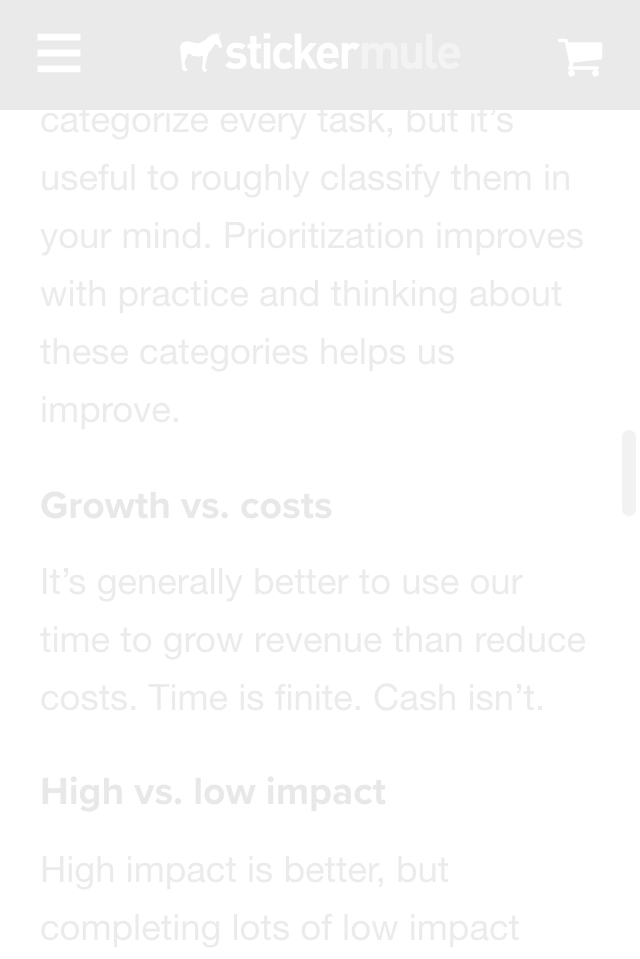 stickermule
categorize every task, but it’s
useful to roughly classify them in
your mind. Prioritization improves
with practice and thinking about
these categories helps us
improve.
Growth vs. costs
It’s generally better to use our
time to grow revenue than reduce
costs. Time is finite. Cash isn’t.
High vs. low impact
High impact is better, but
completing lots of low impact